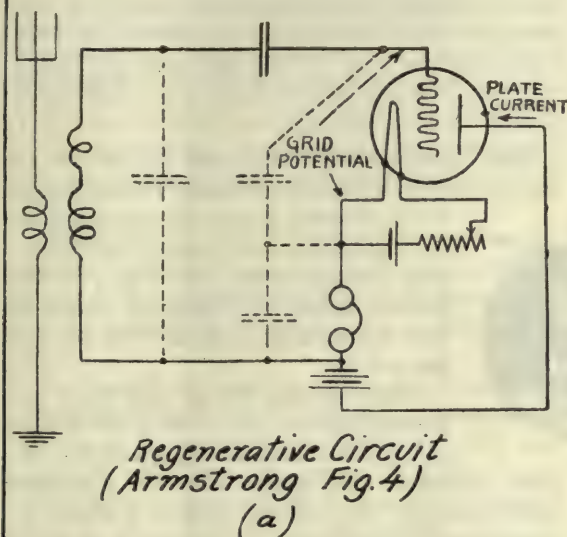 PLATE
CURRENT
GRID
POTENTIAL
Regenerative Circuit
(Armstrong Fig.4)
(a)